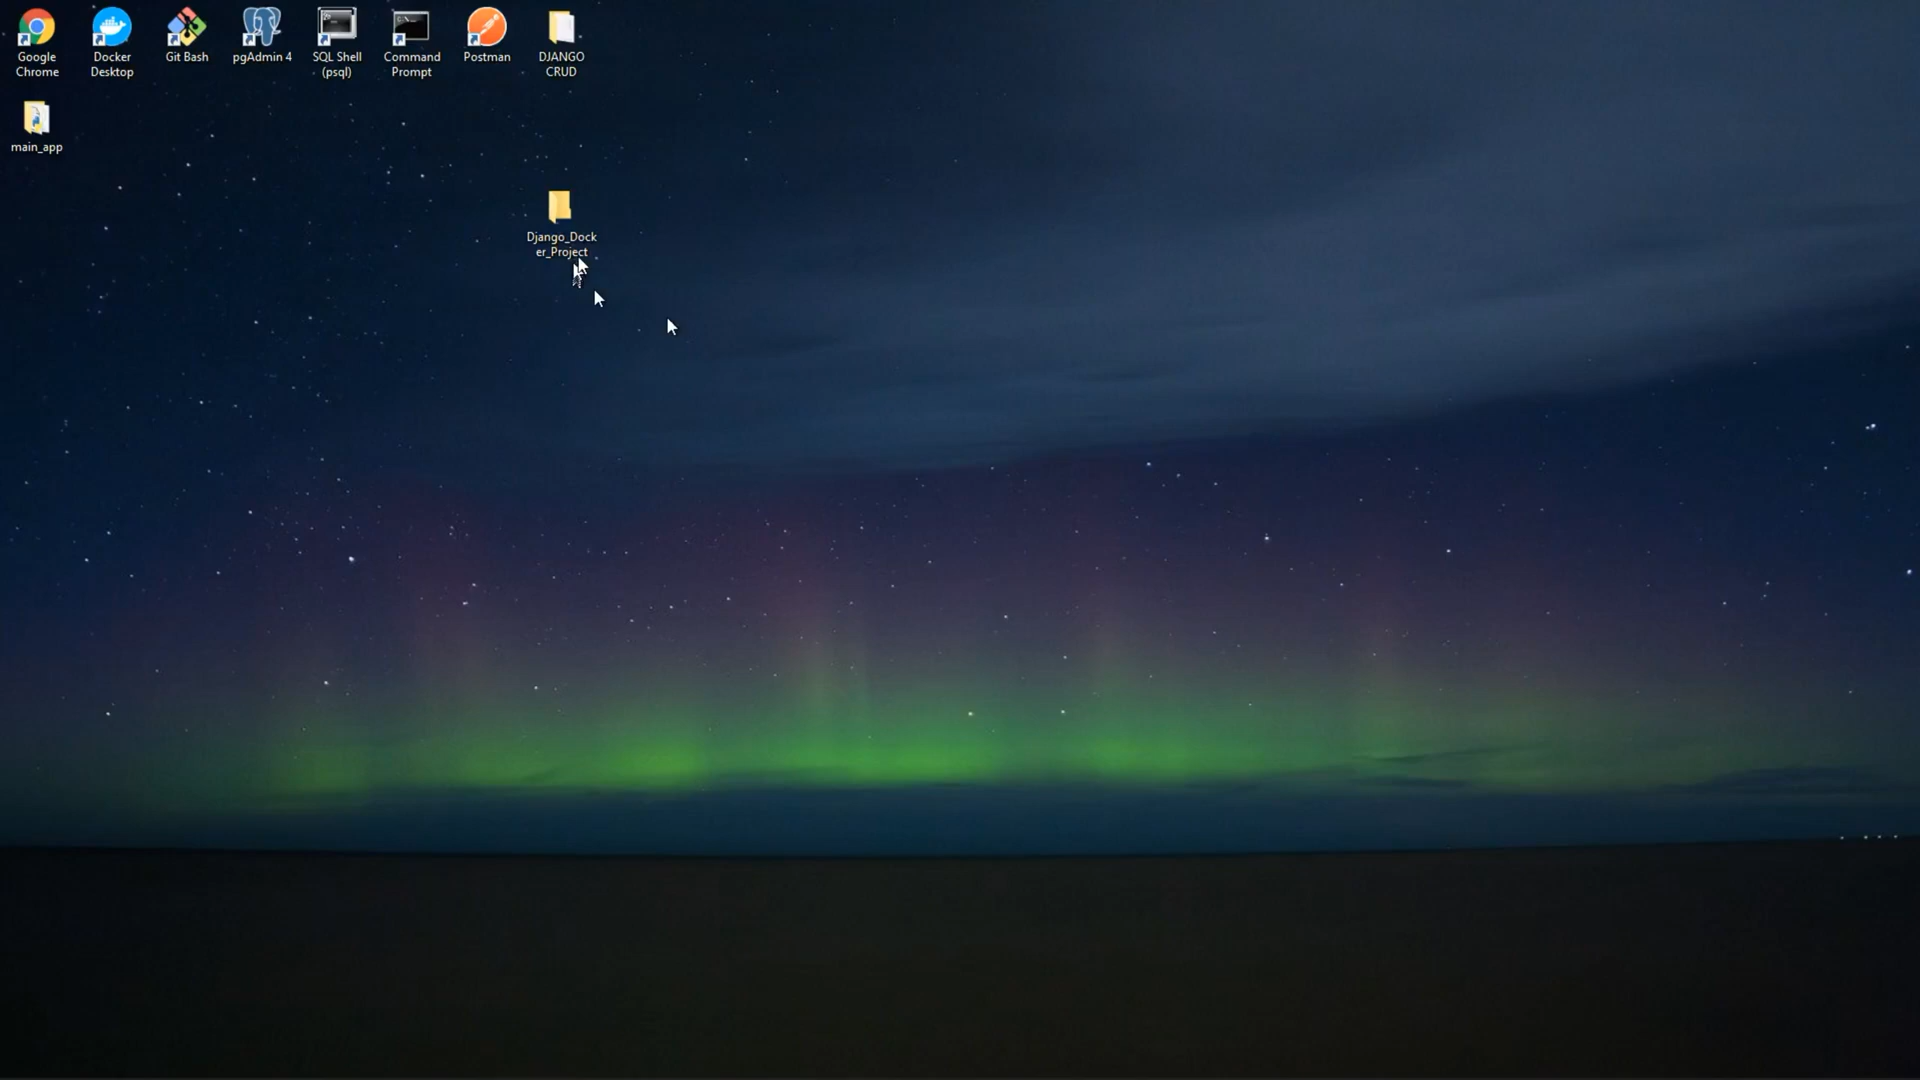 Google
Chrome
Docker
Desktop
Git Bash
pgAdmin 4
SQL Shell
(psql)
Command
Prompt
Postman
DJANGO
CRUD
main_app
Django_Dock
er_Project